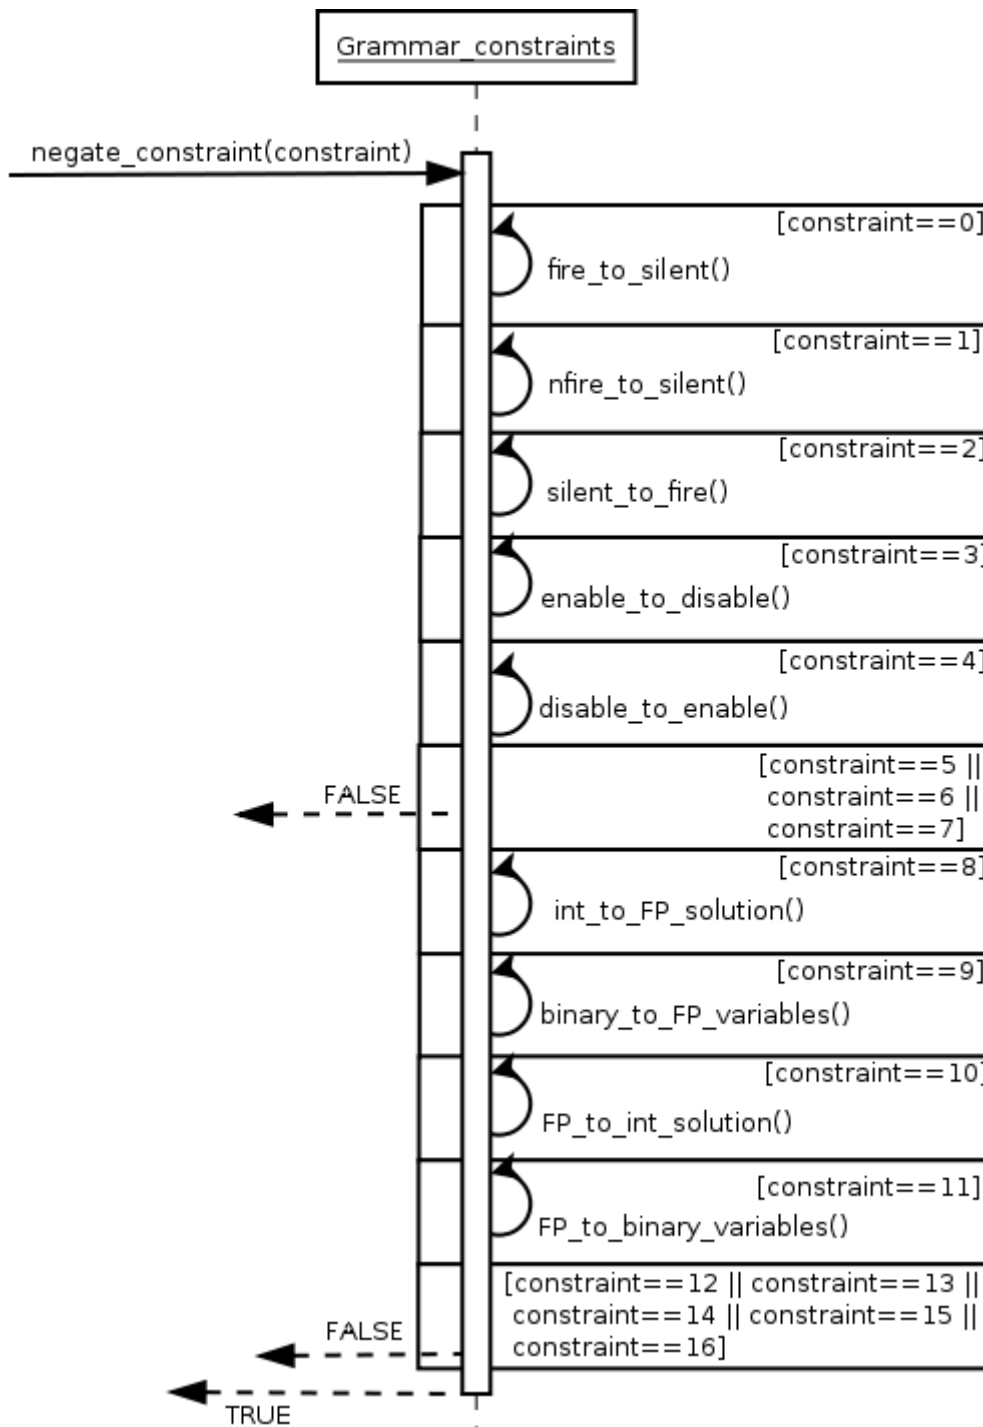 Grammar_constraints
negate_constraint(constraint)
[constraint==0]
fire_to_silent()
[constraint==1]
nfire_to_silent()
[constraint==2]
silent_to_fire()
[constraint==3]
enable_to_disable()
[constraint==4]
disable_to_enable()
[constraint==5 ||
FALSE
constraint==6 ||
constraint==7]
[constraint==8]
int_to_FP_solution()
[constraint==9]
binary_to_FP_variables()
[constraint==10]
FP_to_int_solution()
[constraint==11]
FP_to_binary_variables()
[constraint==12 || constraint==13 ||
constraint==14 || constraint==15 ||
FALSE
constraint==16]
TRUE